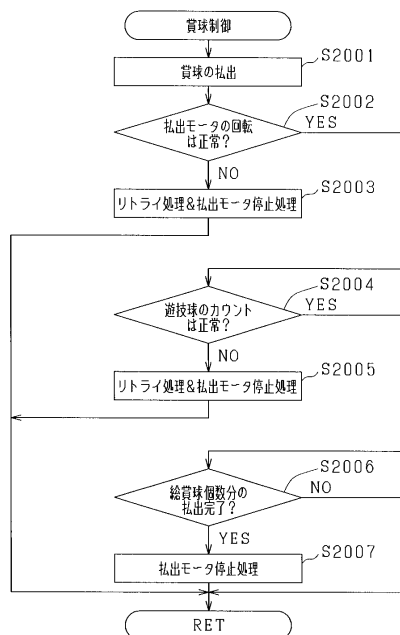 賞球制御
S2001
賞球の払出
S2002
払出モータの回転
は正常?
YES
NO
S2003
リトライ処理&払出モータ停止処理
S2004
遊技球のカウント
は正常?
YES
NO
S2005
リトライ処理&払出モータ停止処理
S2006
総賞球個数分の
払出完了?
NO
YES
S2007
払出モータ停止処理
RET